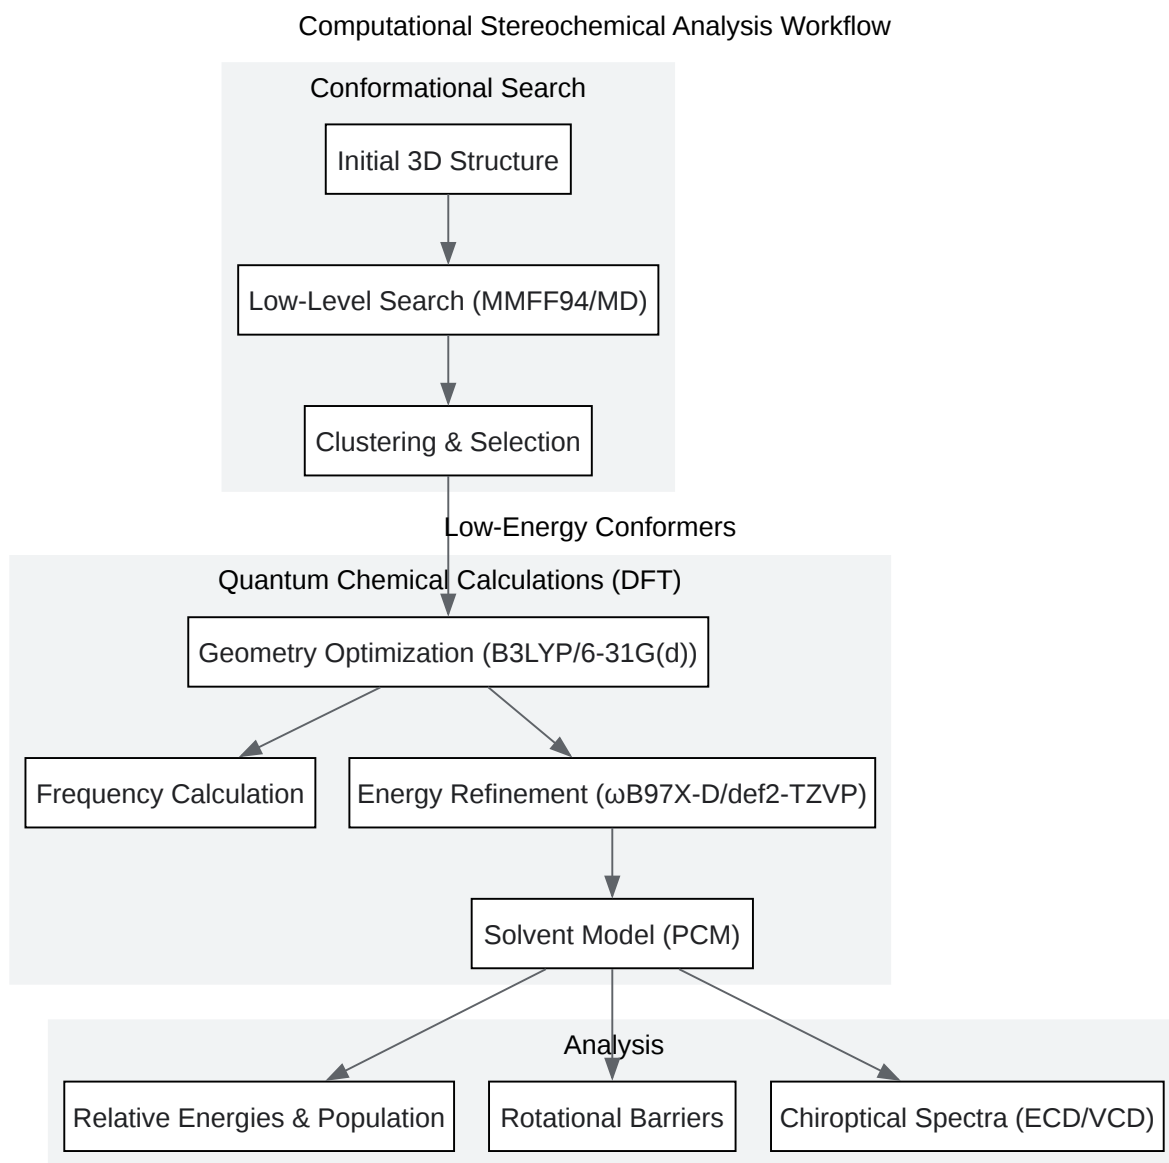 Computational Stereochemical Analysis Workflow
Conformational Search
Initial 3D Structure
Low-Level Search (MMFF94/MD)
Clustering & Selection
Low-Energy Conformers
Quantum Chemical Calculations (DFT)
Geometry Optimization (B3LYP/6-31G(d))
Frequency Calculation
Energy Refinement (ωB97X-D/def2-TZVP)
Solvent Model (PCM)
Analysis
Relative Energies & Population
Rotational Barriers
Chiroptical Spectra (ECD/VCD)